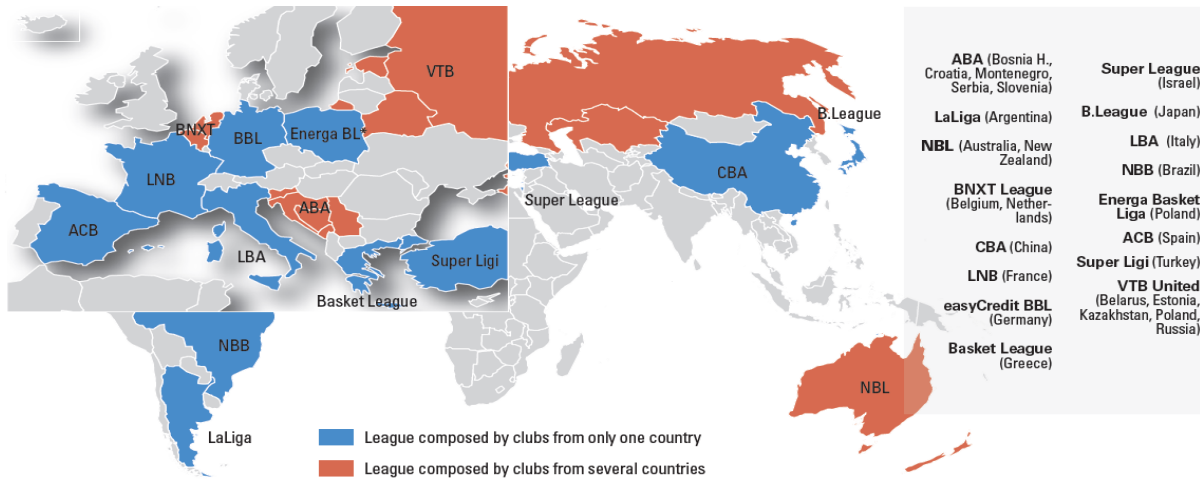 VTB
BNXT
BBL
Energa BL*
LNB
ABA
ACB
LBA
Super Ligi
Basket League
B.League
CBA
Super League
NBB
LaLiga
NBL
League composed by clubs from only one country
League composed by clubs from several countries
ABA (Bosnia H.,
Croatia, Montenegro,
Serbia, Slovenia)
LaLiga (Argentina)
NBL (Australia, New
Zealand)
BNXT League
(Belgium, Nether-
lands)
CBA (China)
LNB (France)
easyCredit BBL
(Germany)
Basket League
(Greece)
Super League
(Israel)
B.League (Japan)
LBA (Italy)
NBB (Brazil)
Energa Basket
Liga (Poland)
ACB (Spain)
Super Ligi (Turkey)
VTB United
(Belarus, Estonia,
Kazakhstan, Poland,
Russia)